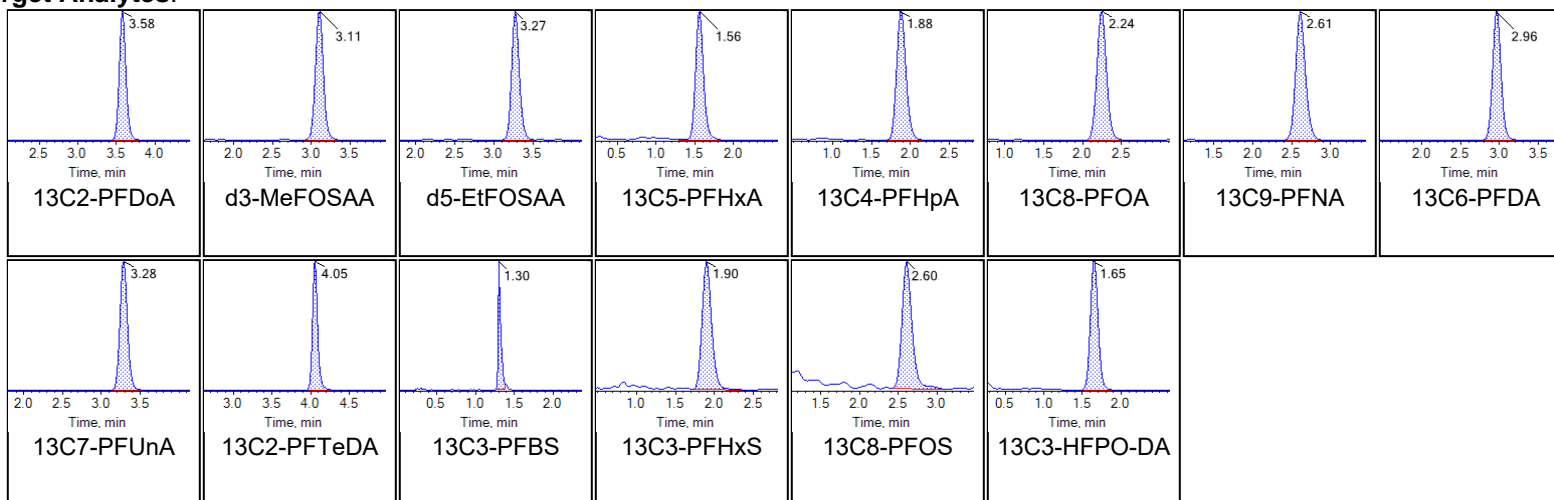 rget Analytes:
3.58 3.11 3.27 1.56 1.88 2.24 2.61 2.96
2.5 3.0 3.5 4.0 2.0 2.5 3.0 3.5 2.0 2.5 3.0 3.5 0.5 1.0 1.5 2.0 1.0 1.5 2.0 2.5 1.0 1.5 2.0 2.5 1.5 2.0 2.5 3.0 2.0 2.5 3.0 3.5
Time, min Time, min Time, min Time, min Time, min Time, min Time, min Time, min
13C2-PFDoA d3-MeFOSAA d5-EtFOSAA 13C5-PFHxA 13C4-PFHpA 13C8-PFOA 13C9-PFNA 13C6-PFDA
3.28 4.05 1.30 1.90 2.60 1.65
2.0 2.5 3.0 3.5 3.0 3.5 4.0 4.5 0.5 1.0 1.5 2.0 1.0 1.5 2.0 2.5 1.5 2.0 2.5 3.0 0.5 1.0 1.5 2.0
Time, min Time, min Time, min Time, min Time, min Time, min
13C7-PFUnA 13C2-PFTeDA 13C3-PFBS 13C3-PFHxS 13C8-PFOS 13C3-HFPO-DA